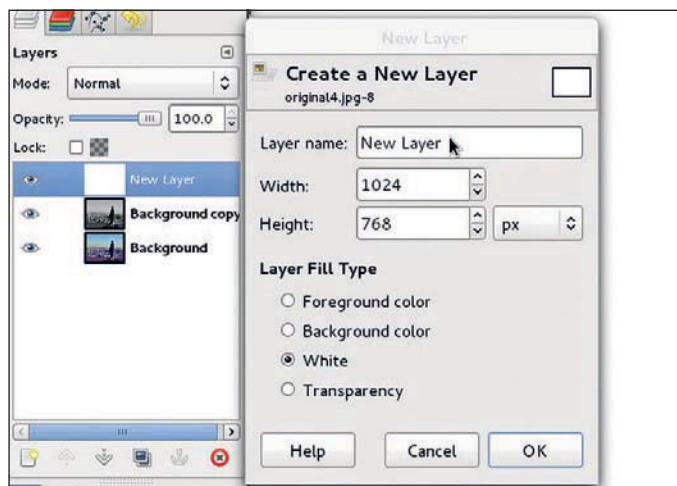 Layers
Mode: Normal
Opacity: 100.0
Lock:
New Layer
Background copy
Background
New Layer
Create a New Layer
original4.jpg-8
Layer name: New Layer
Width: 1024
Height: 768 px
Layer Fill Type
Foreground color
Background color
White
Transparency
Help Cancel OK